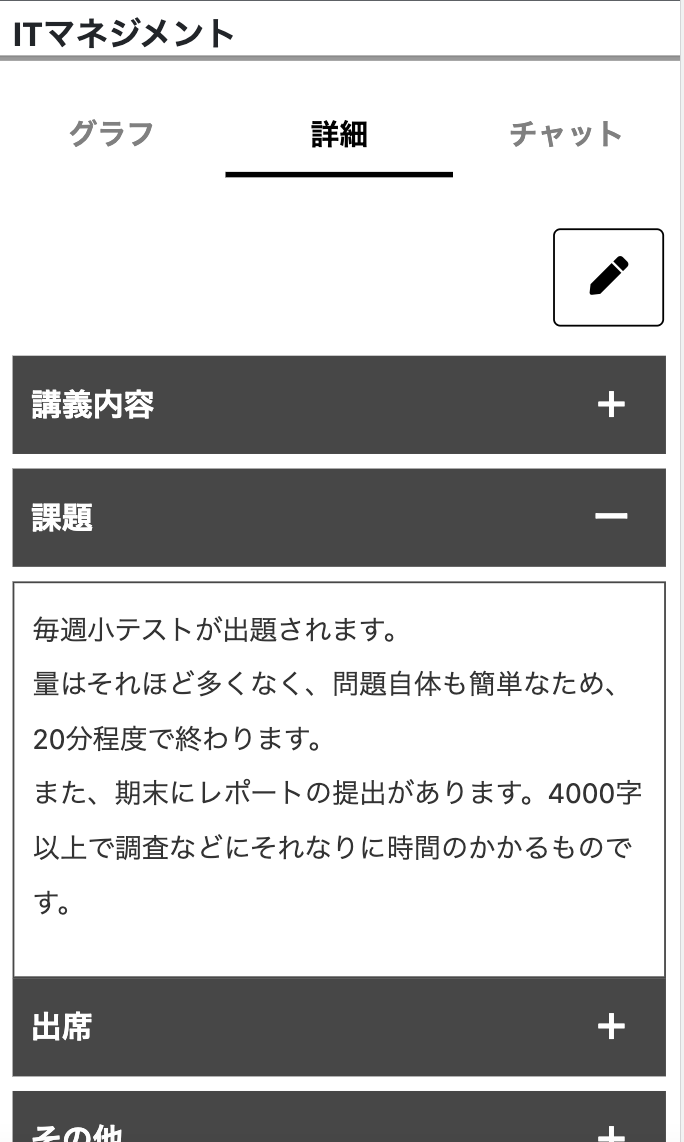 ITマネジメント
グラフ 詳細 チャット
講義内容
課題
毎週小テストが出題されます。
量はそれほど多くなく、問題自体も簡単なため、
20分程度で終わります。
また、期末にレポートの提出があります。4000字
以上で調査などにそれなりに時間のかかるもので
す。
出席
その他